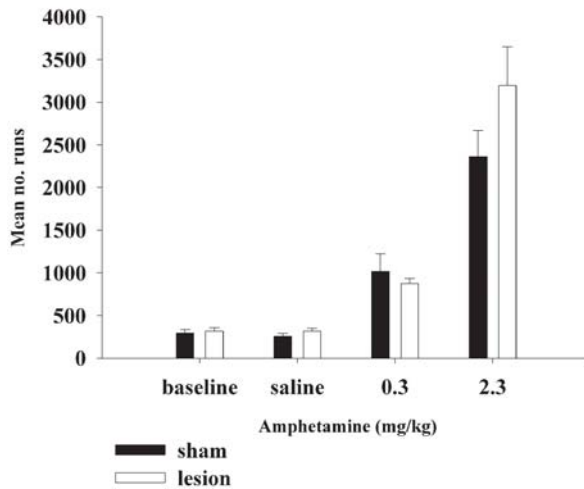 4000
3500
3000
2500
2000
1500
1000
500
0
Mean no. runs
baseline saline 0.3 2.3
Amphetamine (mg/kg)
sham
lesion